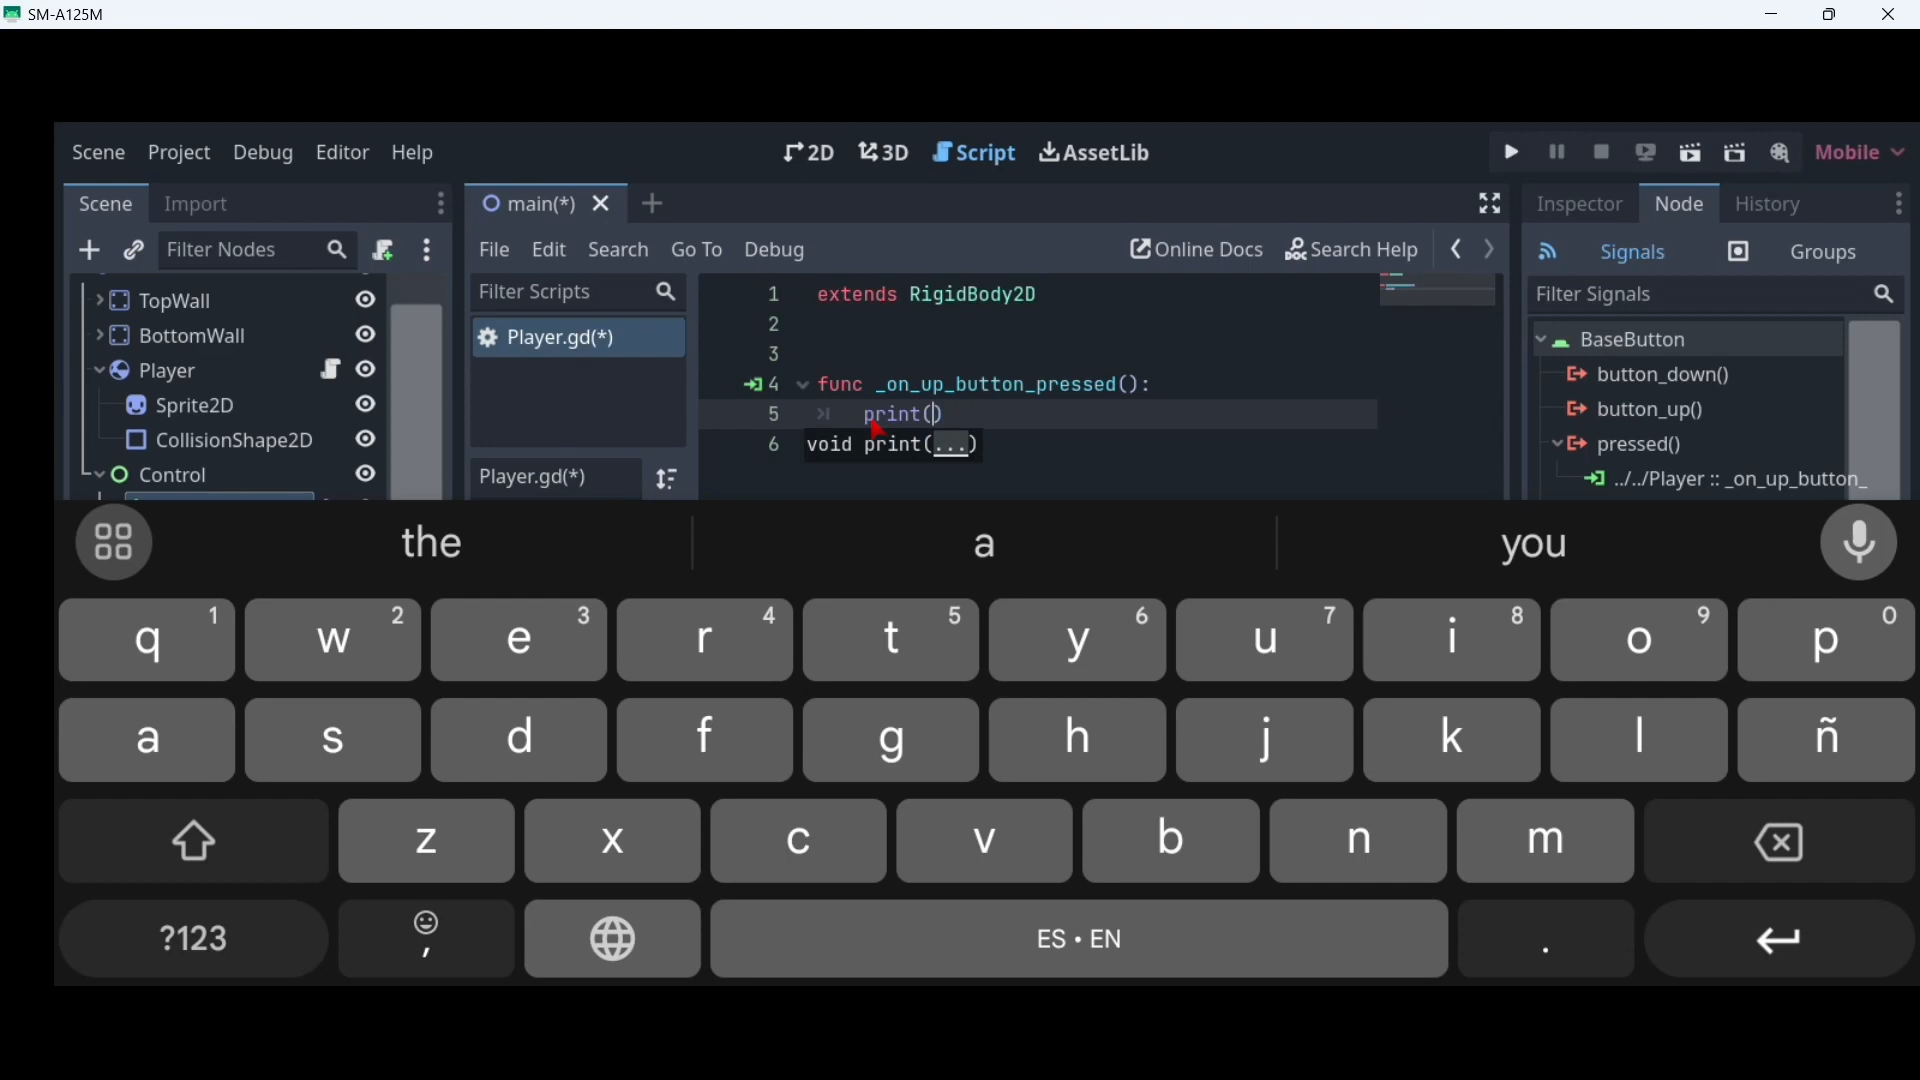 SM-A125M
Scene Project Debug Editor Help
2D 3D Script AssetLib
Mobile
Scene Import
main(*)
Inspector Node History
Filter Nodes
File Edit Search Go To Debug
Online Docs Search Help
Signals Groups
Filter Scripts
Filter Signals
TopWall
BottomWall
Player
Sprite2D
CollisionShape2D
Control
Player.gd(*)
Player.gd(*)
1 extends RigidBody2D
2
3
4 func _on_up_button_pressed():
5 print()
6 void print(...)
BaseButton
button_down()
button_up()
pressed()
../../Player :: _on_up_button_
the a you
q 1 w 2 e 3 r 4 t 5 y 6 u 7 i 8 o 9 p 0
a s d f g h j k l ñ
z x c v b n m
?123 , ES • EN .